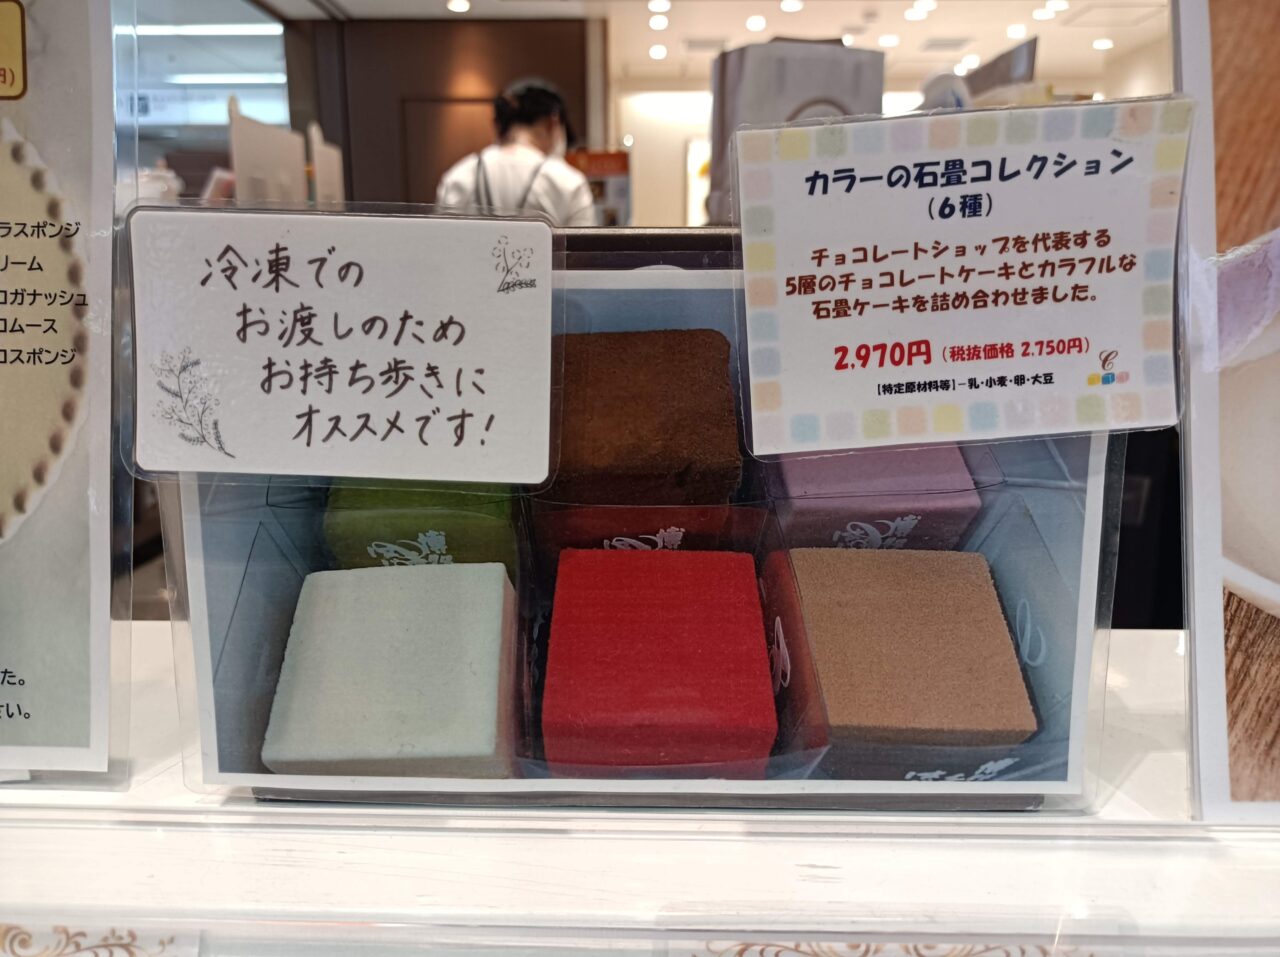 円)
ラスポンジ
リーム
コガナッシュ
コムース
コスポンジ
た。
さい。
冷凍での
お渡しのため
お持ち歩きに
オススメです!
カラーの石畳コレクション
(6種)
チョコレートショップを代表する
5層のチョコレートケーキとカラフルな
石畳ケーキを詰め合わせました。
2,970円(税抜価格 2,750円)
【特定原材料等】−乳・小麦・卵・大豆